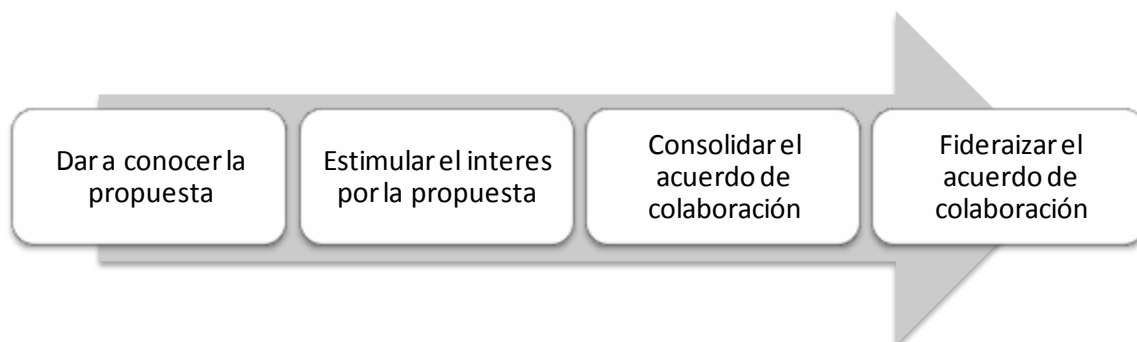 Dar a conocer la
propuesta
Estimular el interes
por la propuesta
Consolidar el
acuerdo de
colaboración
Fideraizar el
acuerdo de
colaboración